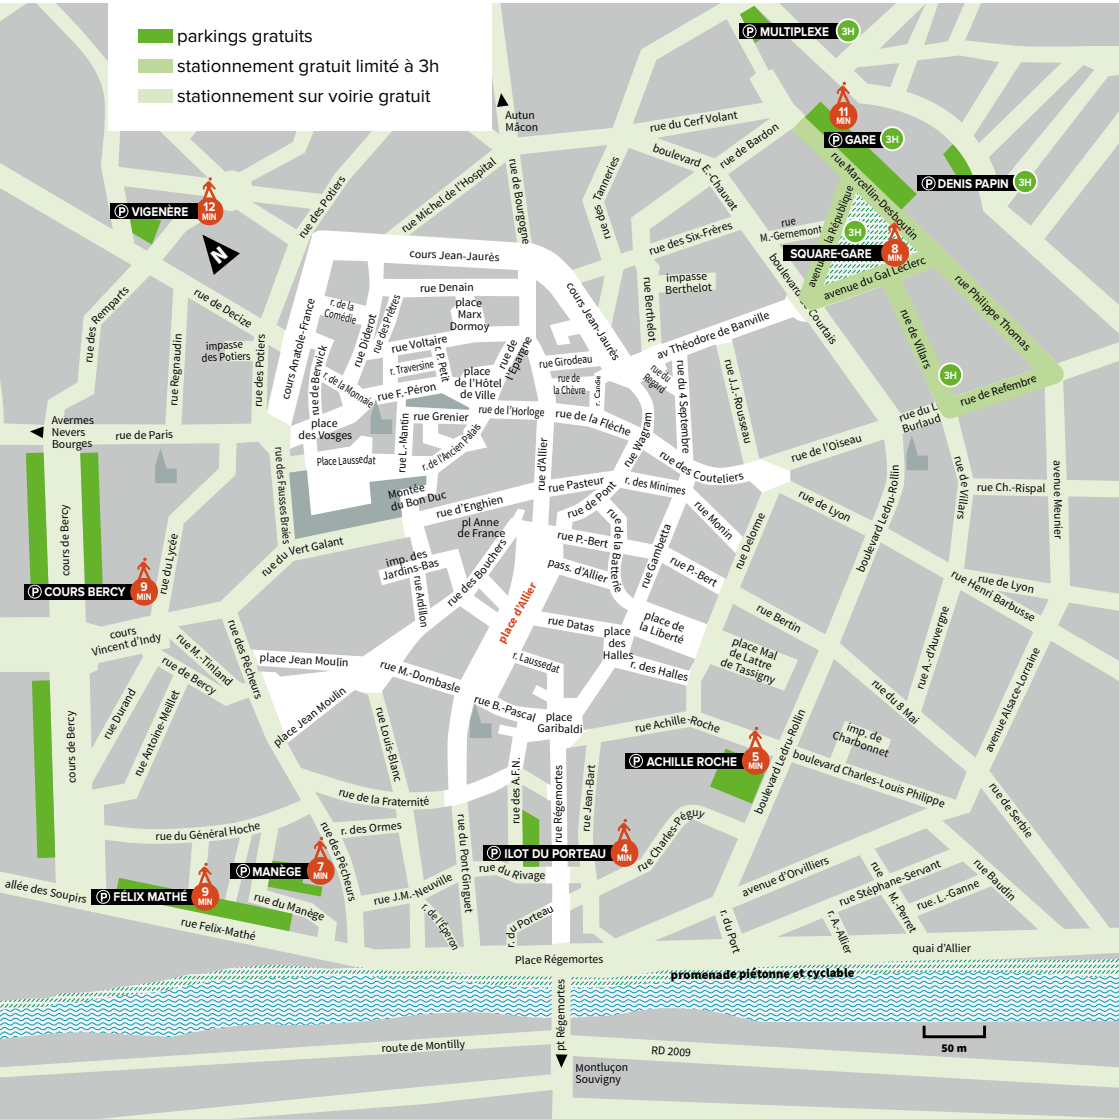 parkings gratuits
stationnement gratuit limité à 3h
stationnement sur voirie gratuit
P MULTIPLEXE 3H
11
MIN
P GARE 3H
P DENIS PAPIN 3H
Autun
Mâcon
rue du Cerf Volant
boulevard E.-Chauvat
rue de Bardon
rue Marcellin-Desboutin
P VIGENÈRE
12
MIN
N
rue des Potiers
rue Michel de l'Hospital
rue de Bourgogne
rue des Tanneries
rue des Six-Frères
rue
M.-Gernemont
avenue la République
3H
SQUARE-GARE
8
MIN
avenue du Gal Leclerc
boulevard de Courtais
impasse
Berthelot
rue Berthelot
rue Philippe Thomas
rue de Villars
3H
rue de Refembre
cours Jean-Jaurès
cours Jean-Jaurès
rue Denain
place
Marx
Dormoy
r. de la
Comédie
rue Diderot
rue des Prêtres
rue Voltaire
r. Traversine
r. P. Petit
rue de
l'Epargne
cours Anatole-France
rue de Berwick
r. de la Monnaie
rue F.-Péron
place
de l'Hôtel
de Ville
rue Girodeau
rue de
la Chèvre
r. Candie
rue du
Regard
av Théodore de Banville
rue du 4 Septembre
rue J.J.-Rousseau
rue des Remparts
rue de Decize
rue Regnaudin
impasse
des Potiers
rue des Potiers
Avermes
Nevers
Bourges
rue de Paris
place
des Vosges
Place Laussedat
rue L.-Mantin
rue Grenier
rue de l'Horloge
r. de l'Ancien Palais
rue de la Flèche
rue d'Allier
rue Wagram
rue des Couteliers
rue de l'Oiseau
rue du L
Burlaud
rue de Villars
rue Ch.-Rispal
avenue Meunier
rue des Fausses Braies
Montée
du Bon Duc
rue d'Enghien
rue Pasteur
rue de Pont
r. des Minimes
rue Monin
rue de Lyon
boulevard Ledru-Rollin
rue Delorme
cours de Bercy
P COURS BERCY
9
MIN
rue du Lycée
rue du Vert Galant
pl Anne
de France
imp. des
Jardins-Bas
rue Ardillon
rue des Bouchers
place d'Allier
rue P.-Bert
pass. d'Allier
rue de la Batterie
rue Gambetta
rue P.-Bert
rue Datas
place
des
Halles
place de
la Liberté
r. des Halles
r. Laussedat
rue Bertin
place Mal
de Lattre
de Tassigny
rue de Lyon
rue Henri Barbusse
rue A.-d'Auvergne
avenue Alsace-Lorraine
rue du 8 Mai
cours
Vincent d'Indy
rue M.-Tinland
rue de Bercy
rue des Pêcheurs
rue Durand
rue Antoine-Meillet
cours de Bercy
place Jean Moulin
place Jean Moulin
rue M.-Dombasle
rue B.-Pascal
place
Garibaldi
rue Achille-Roche
P ACHILLE ROCHE
5
MIN
boulevard Ledru-Rollin
imp. de
Charbonnet
boulevard Charles-Louis Philippe
rue de Serbie
rue Louis-Blanc
rue de la Fraternité
rue des A.F.N.
rue Régemortes
rue Jean-Bart
rue du Général Hoche
r. des Ormes
rue des Pêcheurs
P MANÈGE
7
MIN
P ILOT DU PORTEAU
4
MIN
rue Charles-Péguy
rue du Rivage
rue du Pont Ginguet
allée des Soupirs
P FÉLIX MATHÉ
9
MIN
rue du Manège
rue Felix-Mathé
rue J.M.-Neuville
r. de l'Éperon
r. du Porteau
avenue d'Orvilliers
rue M.-Perret
rue Stéphane-Servant
rue. L.-Ganne
rue Baudin
r. du Port
r. A.-Allier
Place Régemortes
quai d'Allier
promenade piétonne et cyclable
pt Régemortes
50 m
route de Montilly
RD 2009
Montluçon
Souvigny